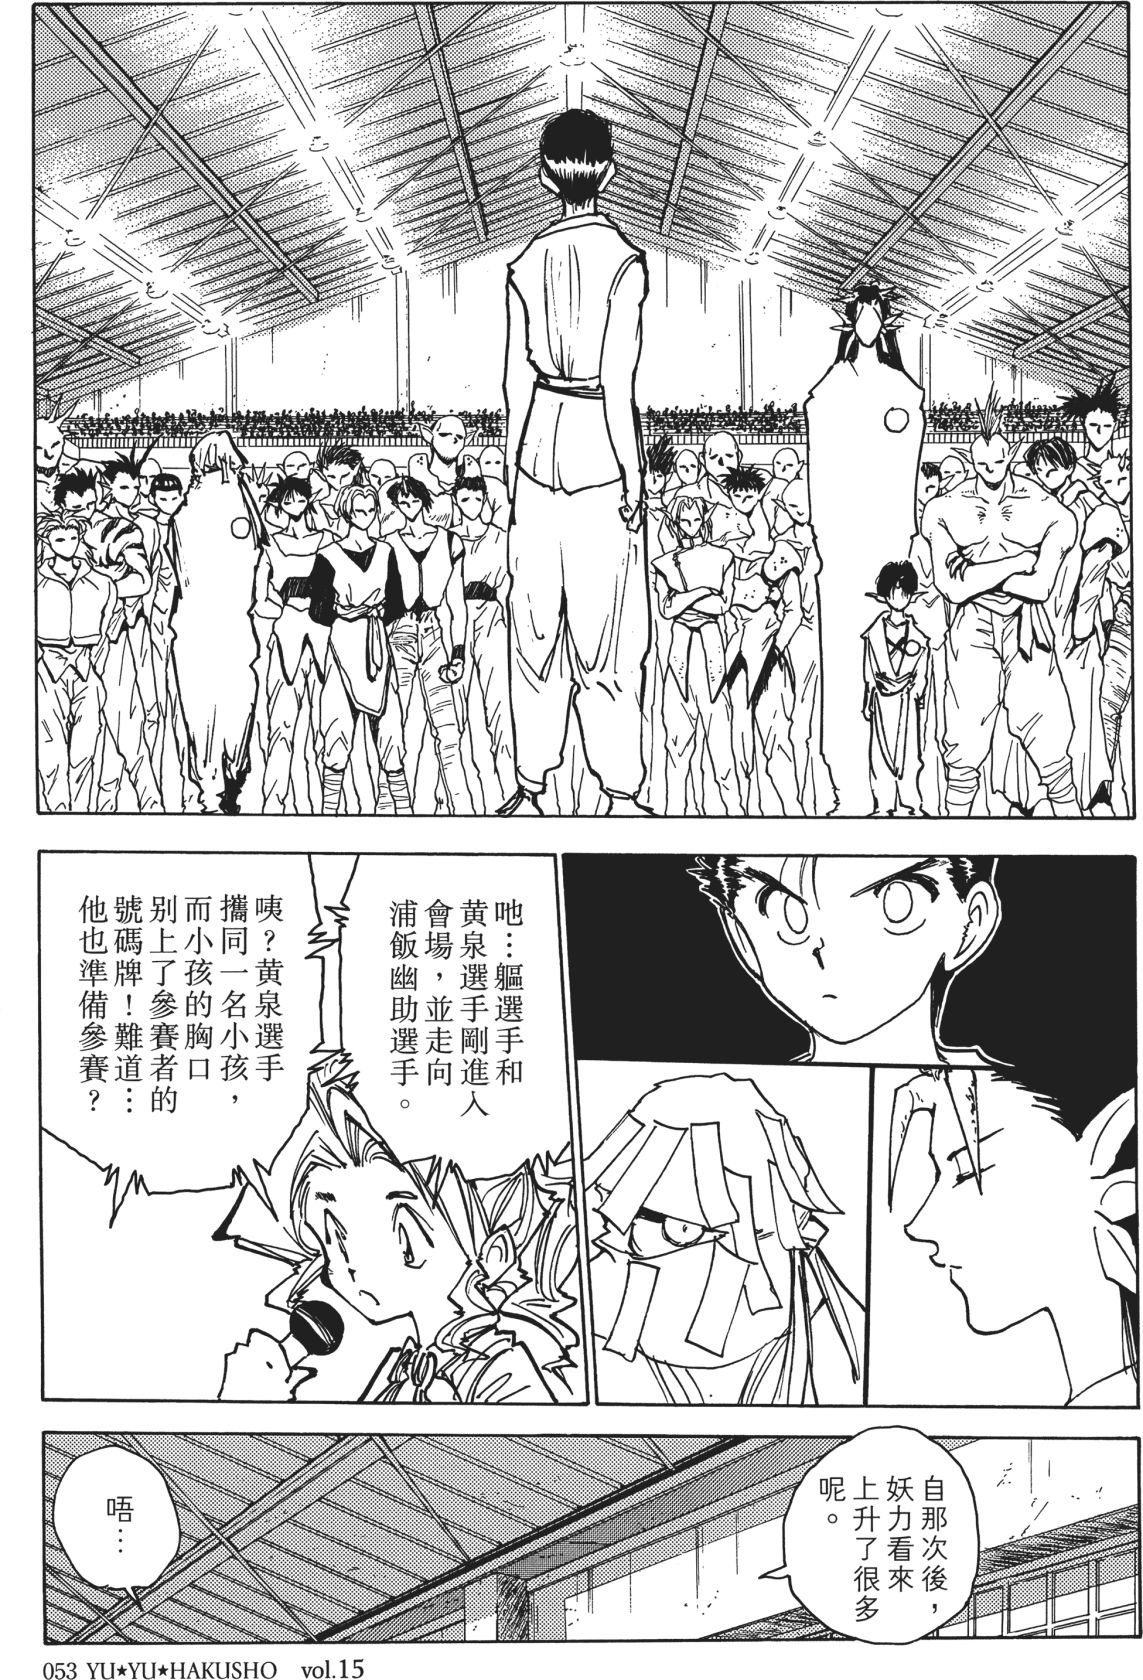 吔…軀選手和
黃泉選手剛進入
會場，並走向
浦飯幽助選手。
咦？黃泉選手
攜同一名小孩，
而小孩的胸口
別上了參賽者的
號碼牌！難道…
他也準備參賽？
自那次後，
妖力看來
上升了很多
呢。
唔…
053 YU★YU★HAKUSHO vol.15